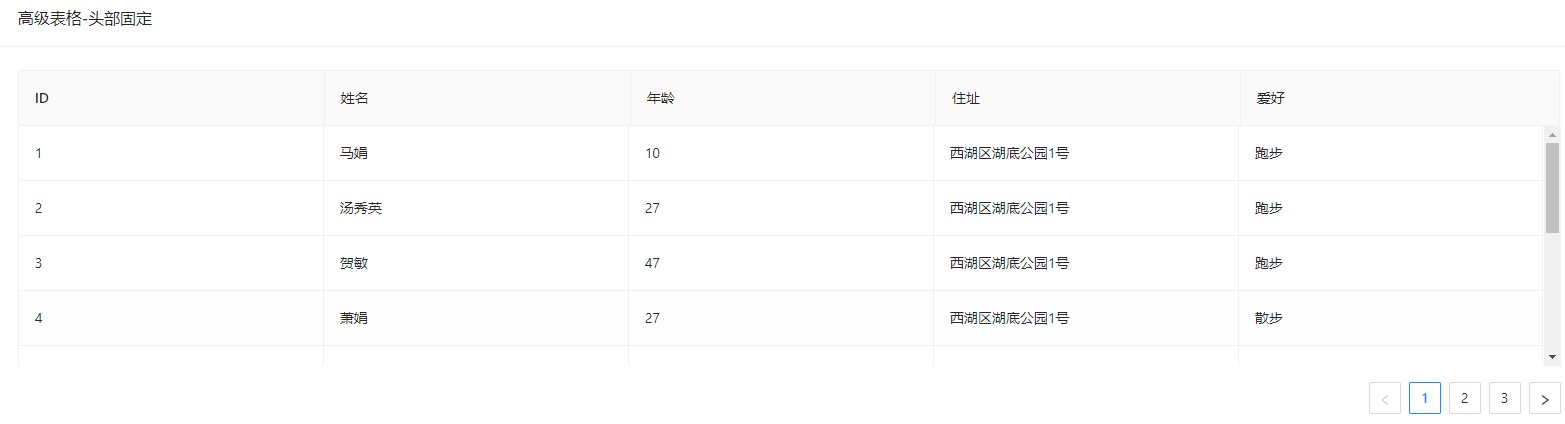 高级表格-头部固定
ID 姓名 年龄 住址 爱好
1 马娟 10 西湖区湖底公园1号 跑步
2 汤秀英 27 西湖区湖底公园1号 跑步
3 贺敏 47 西湖区湖底公园1号 跑步
4 萧娟 27 西湖区湖底公园1号 散步
< 1 2 3 >